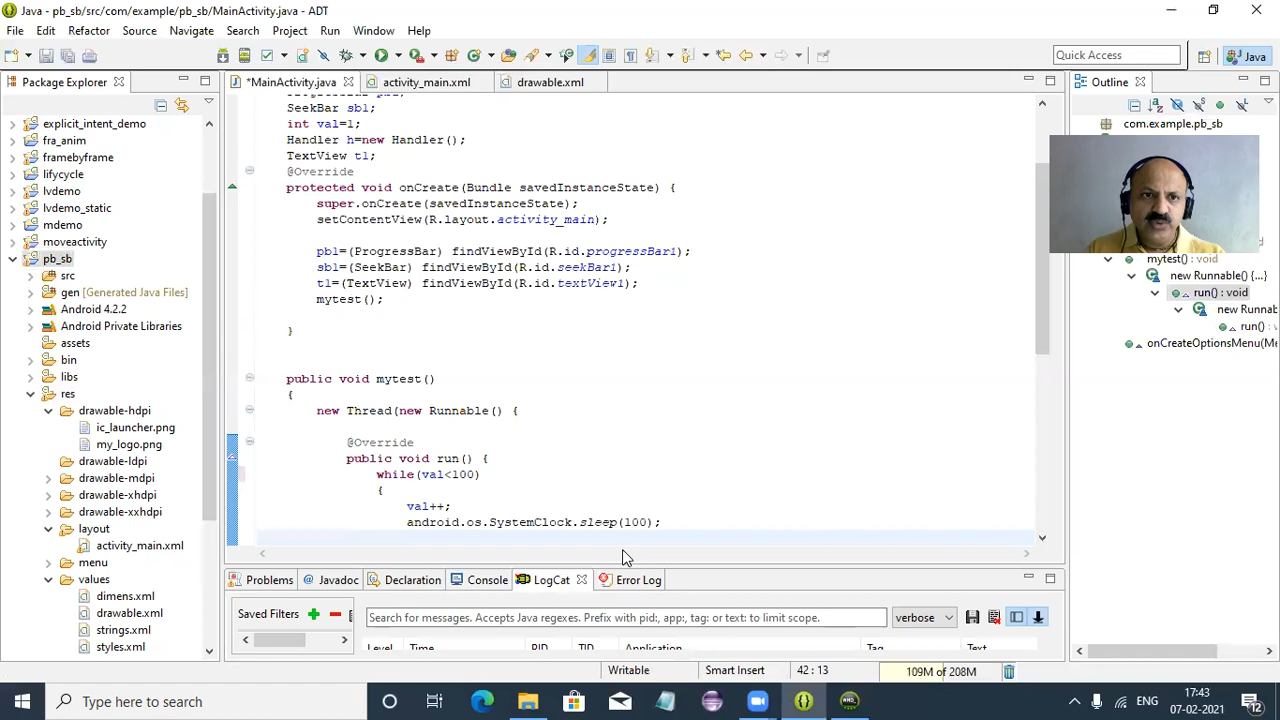 Java - pb_sb/src/com/example/pb_sb/MainActivity.java - ADT
File Edit Refactor Source Navigate Search Project Run Window Help
Quick Access
Java
Package Explorer
*MainActivity.java
activity_main.xml
drawable.xml
Outline
explicit_intent_demo
fra_anim
framebyframe
lifycycle
lvdemo
lvdemo_static
mdemo
moveactivity
pb_sb
src
gen [Generated Java Files]
Android 4.2.2
Android Private Libraries
assets
bin
libs
res
drawable-hdpi
ic_launcher.png
my_logo.png
drawable-ldpi
drawable-mdpi
drawable-xhdpi
drawable-xxhdpi
layout
activity_main.xml
menu
values
dimens.xml
drawable.xml
strings.xml
styles.xml
SeekBar sb1;
int val=1;
Handler h=new Handler();
TextView t1;
@Override
protected void onCreate(Bundle savedInstanceState) {
super.onCreate(savedInstanceState);
setContentView(R.layout.activity_main);
pb1=(ProgressBar) findViewById(R.id.progressBar1);
sb1=(SeekBar) findViewById(R.id.seekBar1);
t1=(TextView) findViewById(R.id.textView1);
mytest();
}
public void mytest()
{
new Thread(new Runnable() {
@Override
public void run() {
while(val<100)
{
val++;
android.os.SystemClock.sleep(100);
com.example.pb_sb
mytest() : void
new Runnable() {...}
run() : void
new Runna
run() : v
onCreateOptionsMenu(Me
Problems
Javadoc
Declaration
Console
LogCat
Error Log
Saved Filters
Search for messages. Accepts Java regexes. Prefix with pid:, app:, tag: or text: to limit scope.
verbose
Level Time PID TID Application Tag Text
Writable
Smart Insert
42 : 13
109M of 208M
Type here to search
ENG
17:43
07-02-2021
12